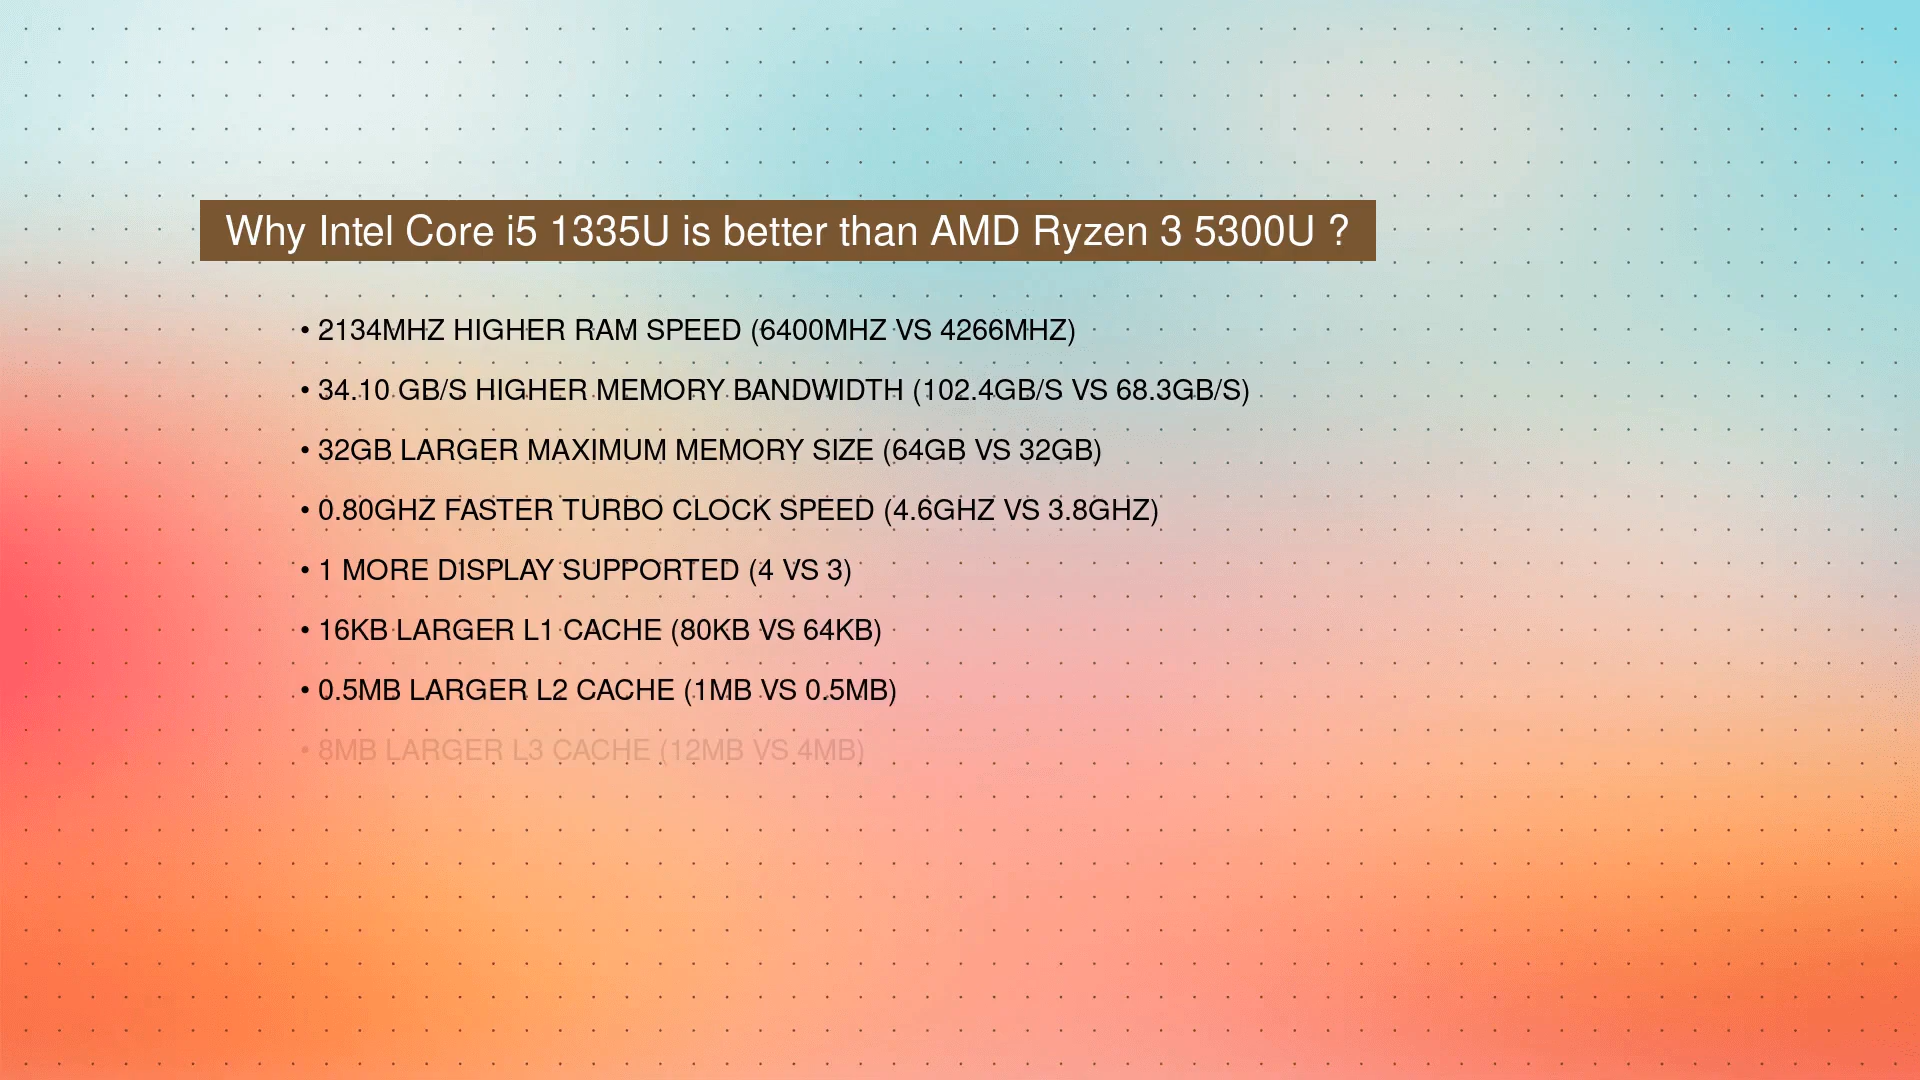 Why Intel Core i5 1335U is better than AMD Ryzen 3 5300U ?
• 2134MHZ HIGHER RAM SPEED (6400MHZ VS 4266MHZ)
• 34.10 GB/S HIGHER MEMORY BANDWIDTH (102.4GB/S VS 68.3GB/S)
• 32GB LARGER MAXIMUM MEMORY SIZE (64GB VS 32GB)
• 0.80GHZ FASTER TURBO CLOCK SPEED (4.6GHZ VS 3.8GHZ)
• 1 MORE DISPLAY SUPPORTED (4 VS 3)
• 16KB LARGER L1 CACHE (80KB VS 64KB)
• 0.5MB LARGER L2 CACHE (1MB VS 0.5MB)
• 8MB LARGER L3 CACHE (12MB VS 4MB)